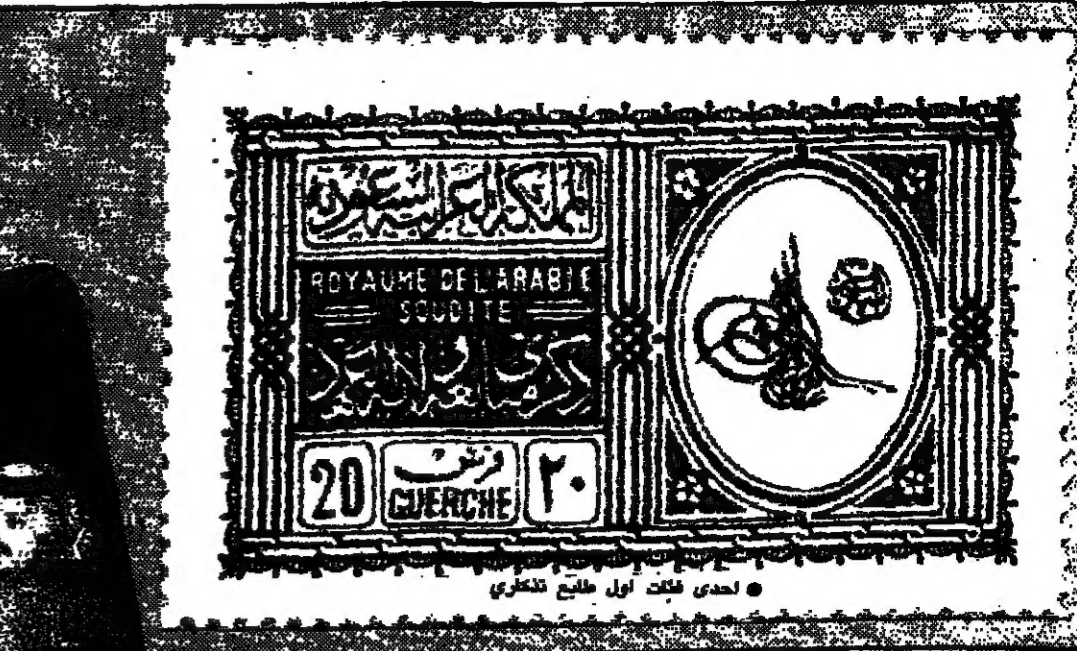 المملكة العربية السعودية
ROYAUME DE L'ARABIE
SOUDITE
20
قرش
GUERCHE
٢٠
احدى فئات اول طابع تذكاري